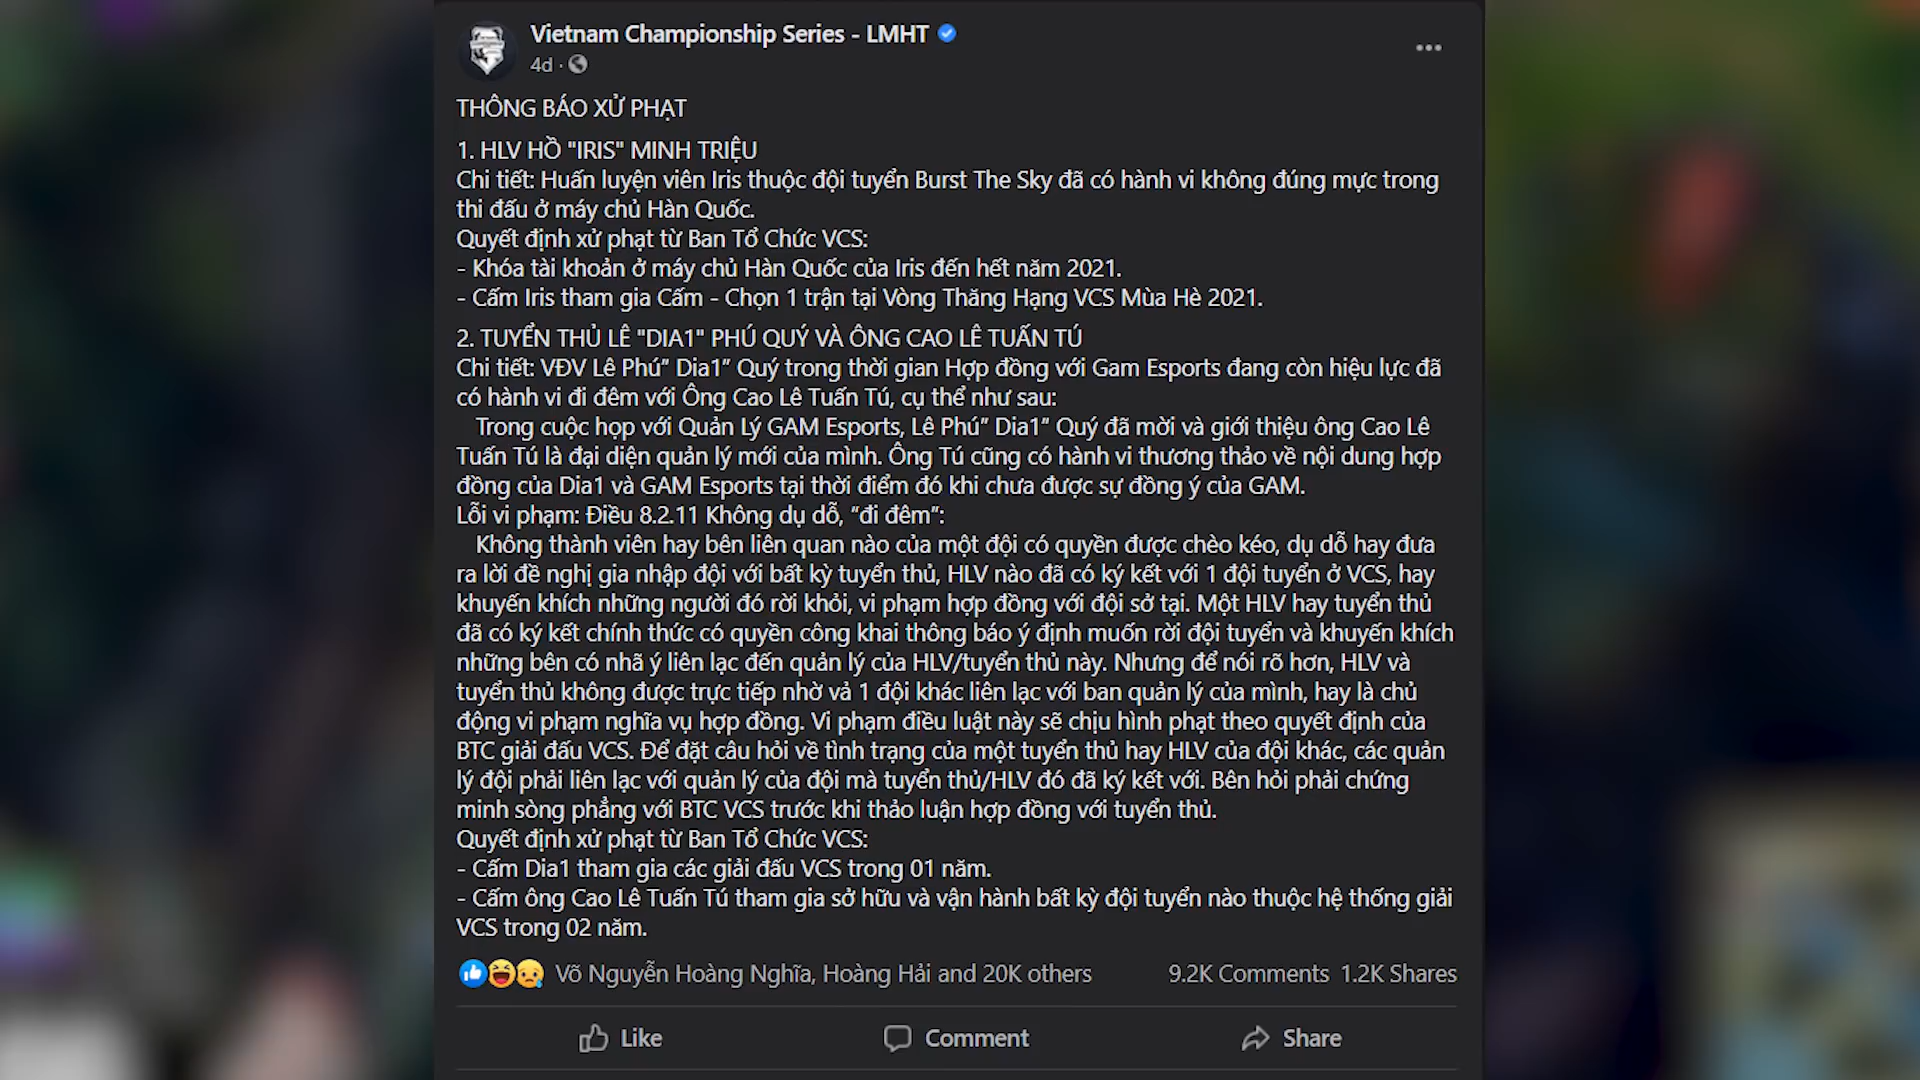 Vietnam Championship Series - LMHT
4d ·
THÔNG BÁO XỬ PHẠT
1. HLV HỒ "IRIS" MINH TRIỆU
Chi tiết: Huấn luyện viên Iris thuộc đội tuyển Burst The Sky đã có hành vi không đúng mực trong
thi đấu ở máy chủ Hàn Quốc.
Quyết định xử phạt từ Ban Tổ Chức VCS:
- Khóa tài khoản ở máy chủ Hàn Quốc của Iris đến hết năm 2021.
- Cấm Iris tham gia Cấm - Chọn 1 trận tại Vòng Thăng Hạng VCS Mùa Hè 2021.
2. TUYỂN THỦ LÊ "DIA1" PHÚ QUÝ VÀ ÔNG CAO LÊ TUẤN TÚ
Chi tiết: VĐV Lê Phú” Dia1” Quý trong thời gian Hợp đồng với Gam Esports đang còn hiệu lực đã
có hành vi đi đêm với Ông Cao Lê Tuấn Tú, cụ thể như sau:
Trong cuộc họp với Quản Lý GAM Esports, Lê Phú” Dia1” Quý đã mời và giới thiệu ông Cao Lê
Tuấn Tú là đại diện quản lý mới của mình. Ông Tú cũng có hành vi thương thảo về nội dung hợp
đồng của Dia1 và GAM Esports tại thời điểm đó khi chưa được sự đồng ý của GAM.
Lỗi vi phạm: Điều 8.2.11 Không dụ dỗ, “đi đêm”:
Không thành viên hay bên liên quan nào của một đội có quyền được chèo kéo, dụ dỗ hay đưa
ra lời đề nghị gia nhập đội với bất kỳ tuyển thủ, HLV nào đã có ký kết với 1 đội tuyển ở VCS, hay
khuyến khích những người đó rời khỏi, vi phạm hợp đồng với đội sở tại. Một HLV hay tuyển thủ
đã có ký kết chính thức có quyền công khai thông báo ý định muốn rời đội tuyển và khuyến khích
những bên có nhã ý liên lạc đến quản lý của HLV/tuyển thủ này. Nhưng để nói rõ hơn, HLV và
tuyển thủ không được trực tiếp nhờ vả 1 đội khác liên lạc với ban quản lý của mình, hay là chủ
động vi phạm nghĩa vụ hợp đồng. Vi phạm điều luật này sẽ chịu hình phạt theo quyết định của
BTC giải đấu VCS. Để đặt câu hỏi về tình trạng của một tuyển thủ hay HLV của đội khác, các quản
lý đội phải liên lạc với quản lý của đội mà tuyển thủ/HLV đó đã ký kết với. Bên hỏi phải chứng
minh sòng phẳng với BTC VCS trước khi thảo luận hợp đồng với tuyển thủ.
Quyết định xử phạt từ Ban Tổ Chức VCS:
- Cấm Dia1 tham gia các giải đấu VCS trong 01 năm.
- Cấm ông Cao Lê Tuấn Tú tham gia sở hữu và vận hành bất kỳ đội tuyển nào thuộc hệ thống giải
VCS trong 02 năm.
Võ Nguyễn Hoàng Nghĩa, Hoàng Hải and 20K others 9.2K Comments 1.2K Shares
Like Comment Share